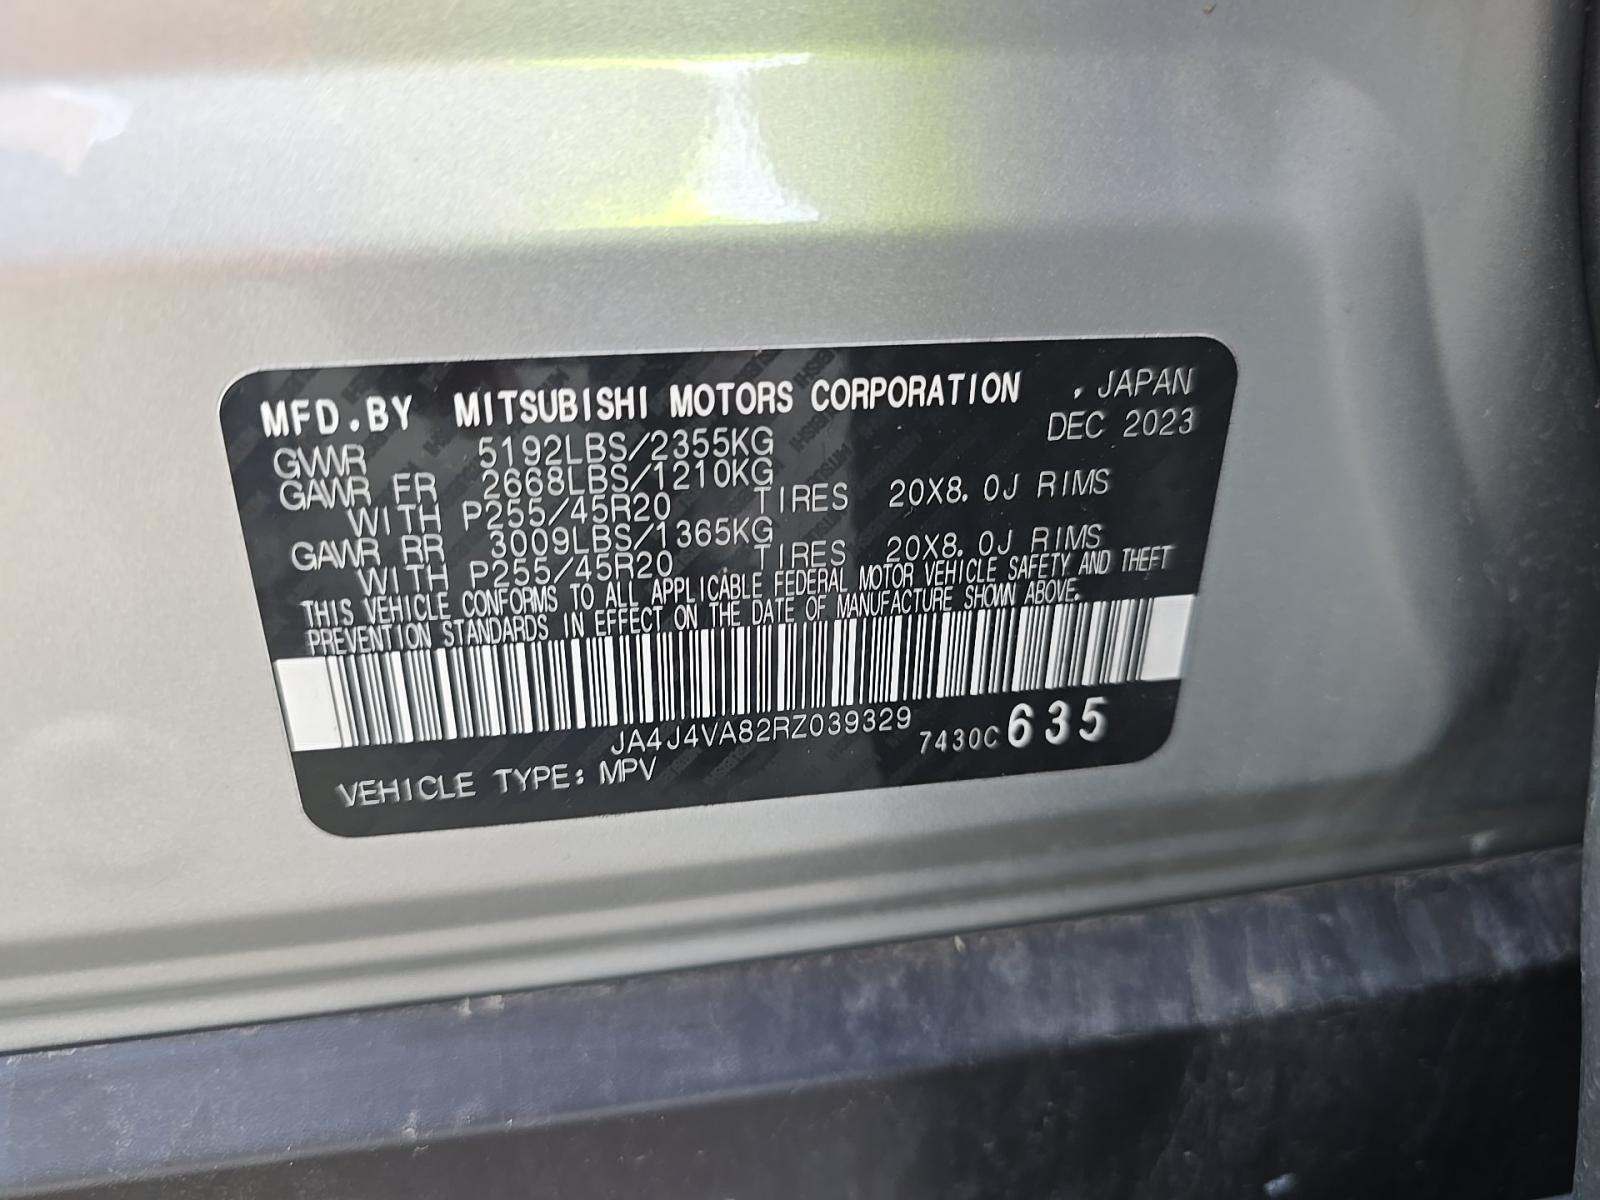 MFD.BY MITSUBISHI MOTORS CORPORATION , JAPAN
DEC 2023
GVWR 5192LBS/2355KG
GAWR FR 2668LBS/1210KG
WITH P255/45R20 TIRES 20X8.0J RIMS
GAWR RR 3009LBS/1365KG
WITH P255/45R20 TIRES 20X8.0J RIMS
THIS VEHICLE CONFORMS TO ALL APPLICABLE FEDERAL MOTOR VEHICLE SAFETY AND THEFT
PREVENTION STANDARDS IN EFFECT ON THE DATE OF MANUFACTURE SHOWN ABOVE.
JA4J4VA82RZ039329 7430C 635
VEHICLE TYPE: MPV